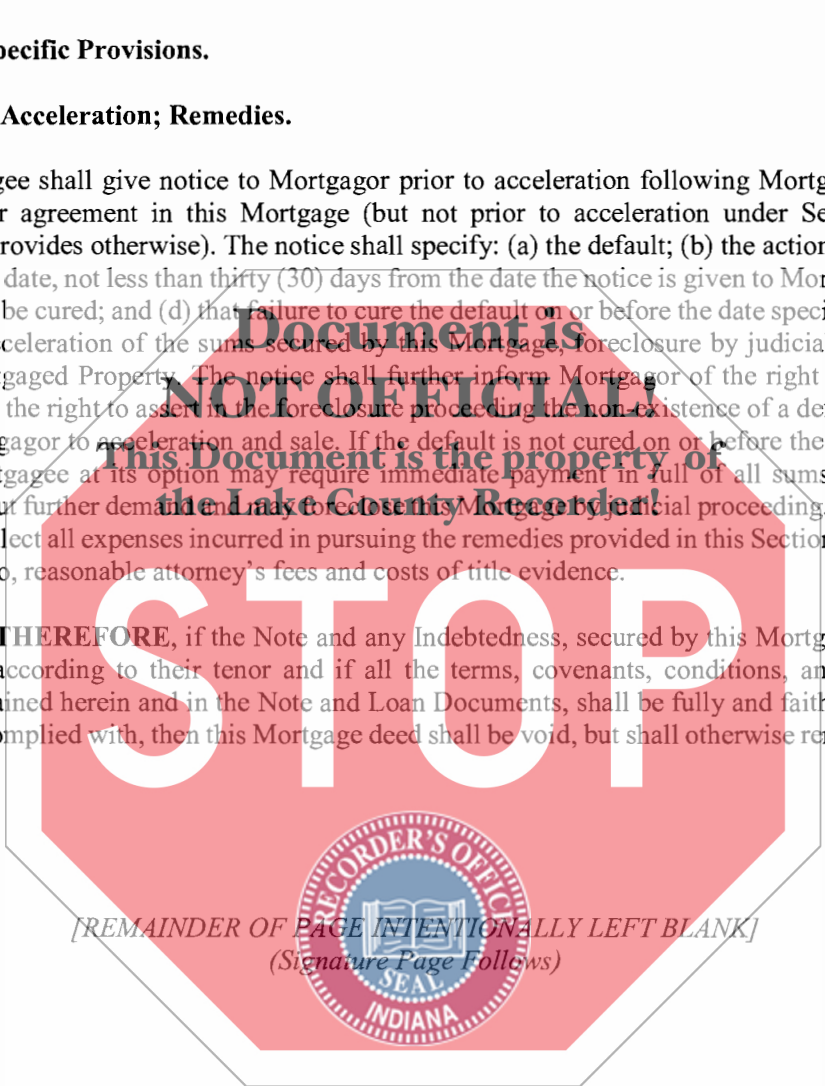 pecific Provisions.
Acceleration; Remedies.
gee shall give notice to Mortgagor prior to acceleration following Mortg
r agreement in this Mortgage (but not prior to acceleration under Se
rovides otherwise). The notice shall specify: (a) the default; (b) the action
date, not less than thirty (30) days from the date the notice is given to Mor
be cured; and (d) that failure to cure the default on or before the date speci
Document is
celeration of the sums secured by this Mortgage, foreclosure by judicial
gaged Property. The notice shall further inform Mortgagor of the right
NOT OFFICIAL!
the right to assert in the foreclosure proceeding the non-existence of a de
gagor to acceleration and sale. If the default is not cured on or before the
This Document is the property of
gagee at its option may require immediate payment in full of all sums
the Lake County Recorder!
ut further demand and may foreclose this Mortgage by judicial proceeding.
lect all expenses incurred in pursuing the remedies provided in this Section
o, reasonable attorney's fees and costs of title evidence.
THEREFORE, if the Note and any Indebtedness, secured by this Mortg
according to their tenor and if all the terms, covenants, conditions, an
ained herein and in the Note and Loan Documents, shall be fully and faith
omplied with, then this Mortgage deed shall be void, but shall otherwise re
STOP
RECORDER'S OFFICE
[REMAINDER OF PAGE INTENTIONALLY LEFT BLANK]
(Signature Page Follows)
SEAL
INDIANA